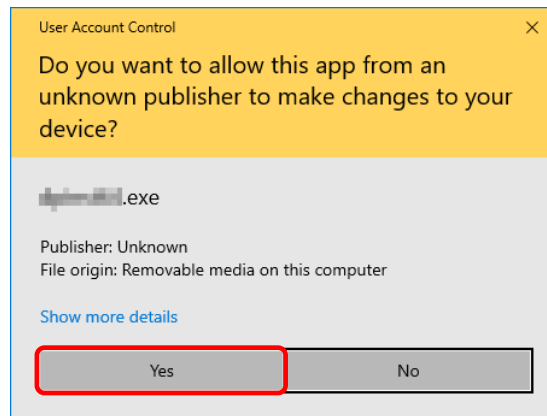 User Account Control
Do you want to allow this app from an
unknown publisher to make changes to your
device?
.exe
Publisher: Unknown
File origin: Removable media on this computer
Show more details
Yes
No